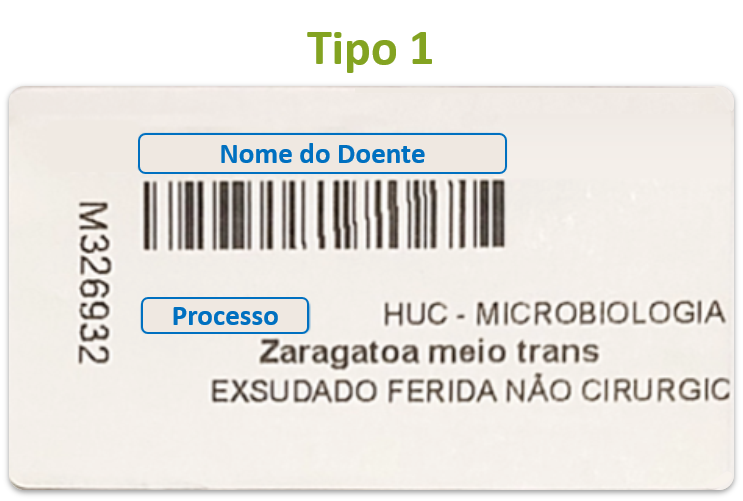 Tipo 1
Nome do Doente
M326932
Processo
HUC - MICROBIOLOGIA
Zaragatoa meio trans
EXSUDADO FERIDA NÃO CIRURGIC